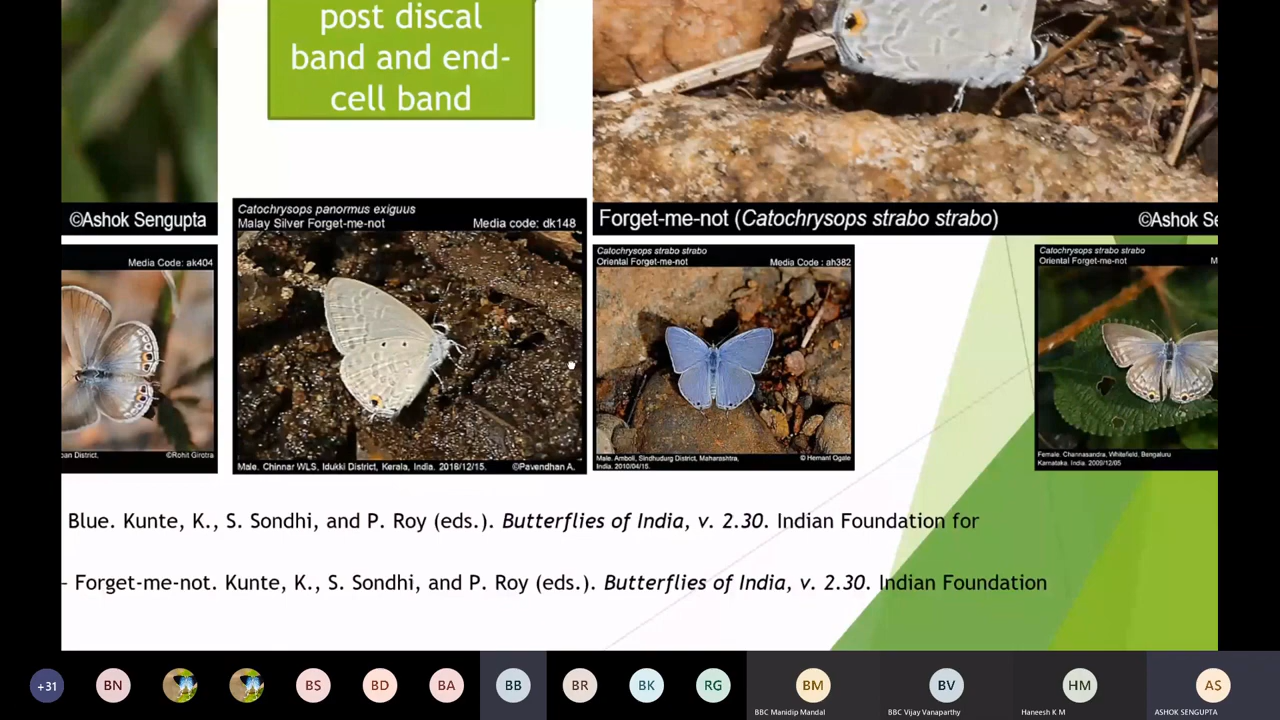 post discal
band and end-
cell band
©Ashok Sengupta
Forget-me-not (Catochrysops strabo strabo)
©Ashok Se
Media Code: ak404
District,
©Rohit Girotra
Catochrysops panormus exiguus
Malay Silver Forget-me-not
Media code: dk148
Male. Chinnar WLS, Idukki District, Kerala, India. 2018/12/15.
©Pavendhan A.
Catochrysops strabo strabo
Oriental Forget-me-not
Media Code : ah382
Male. Amboli, Sindhudurg District, Maharashtra,
India. 2010/04/15.
© Hemant Ogale
Catochrysops strabo strabo
Oriental Forget-me-not
M
Female. Channasandra, Whitefield, Bengaluru
Karnataka. India. 2009/12/05
Blue. Kunte, K., S. Sondhi, and P. Roy (eds.). Butterflies of India, v. 2.30. Indian Foundation for
- Forget-me-not. Kunte, K., S. Sondhi, and P. Roy (eds.). Butterflies of India, v. 2.30. Indian Foundation
+31
BN
BS
BD
BA
BB
BR
BK
RG
BM
BBC Manidip Mandal
BV
BBC Vijay Vanaparthy
HM
Haneesh K M
AS
ASHOK SENGUPTA